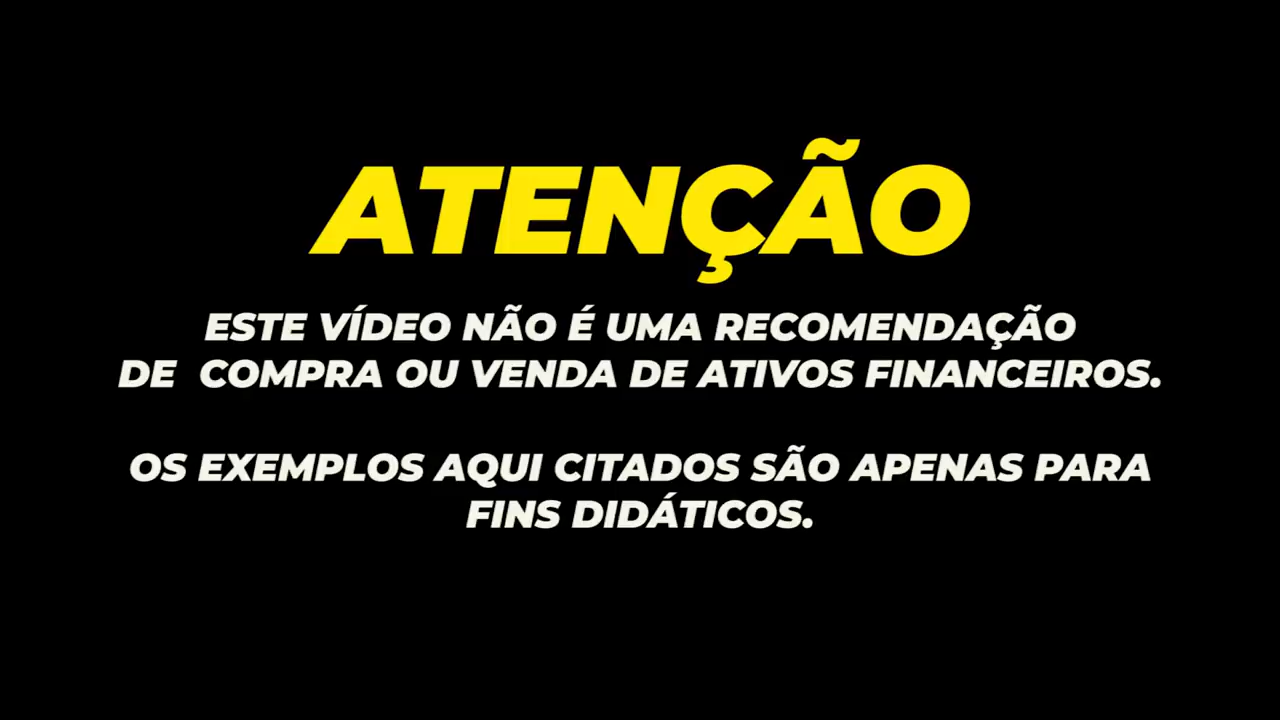 ATENÇÃO
ESTE VÍDEO NÃO É UMA RECOMENDAÇÃO
DE COMPRA OU VENDA DE ATIVOS FINANCEIROS.
OS EXEMPLOS AQUI CITADOS SÃO APENAS PARA
FINS DIDÁTICOS.